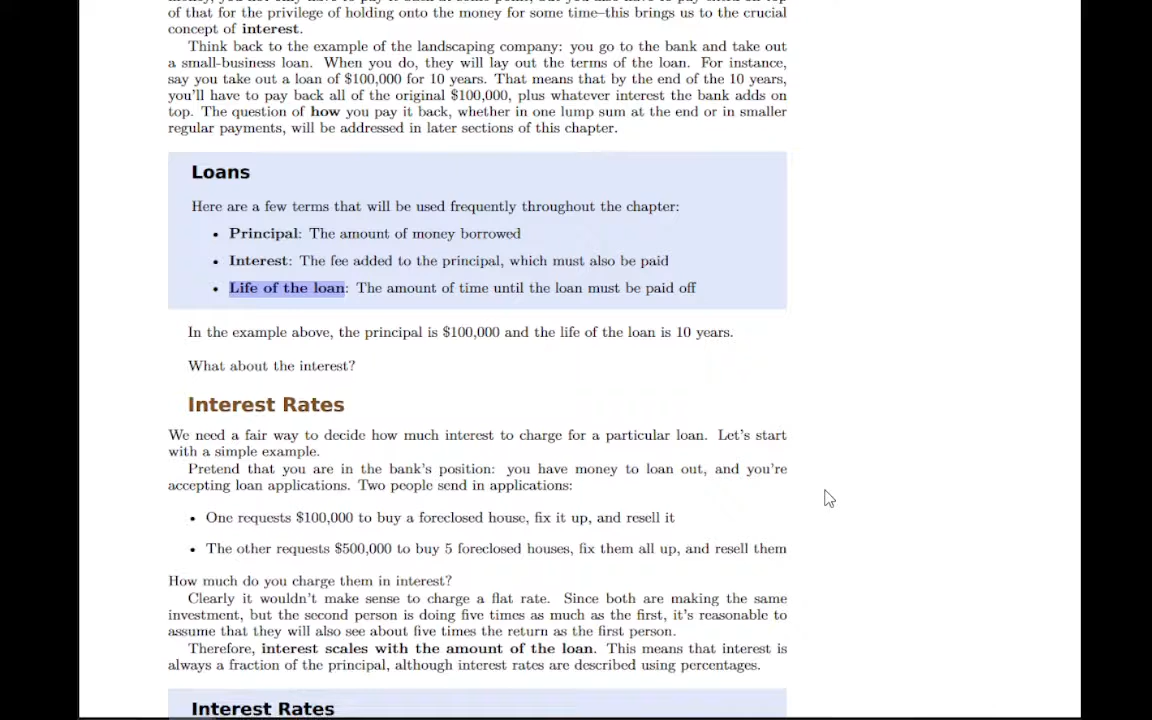 of that for the privilege of holding onto the money for some time–this brings us to the crucial
concept of interest.
Think back to the example of the landscaping company: you go to the bank and take out
a small-business loan. When you do, they will lay out the terms of the loan. For instance,
say you take out a loan of $100,000 for 10 years. That means that by the end of the 10 years,
you'll have to pay back all of the original $100,000, plus whatever interest the bank adds on
top. The question of how you pay it back, whether in one lump sum at the end or in smaller
regular payments, will be addressed in later sections of this chapter.
Loans
Here are a few terms that will be used frequently throughout the chapter:
• Principal: The amount of money borrowed
• Interest: The fee added to the principal, which must also be paid
• Life of the loan: The amount of time until the loan must be paid off
In the example above, the principal is $100,000 and the life of the loan is 10 years.
What about the interest?
Interest Rates
We need a fair way to decide how much interest to charge for a particular loan. Let's start
with a simple example.
Pretend that you are in the bank's position: you have money to loan out, and you're
accepting loan applications. Two people send in applications:
• One requests $100,000 to buy a foreclosed house, fix it up, and resell it
• The other requests $500,000 to buy 5 foreclosed houses, fix them all up, and resell them
How much do you charge them in interest?
Clearly it wouldn't make sense to charge a flat rate. Since both are making the same
investment, but the second person is doing five times as much as the first, it's reasonable to
assume that they will also see about five times the return as the first person.
Therefore, interest scales with the amount of the loan. This means that interest is
always a fraction of the principal, although interest rates are described using percentages.
Interest Rates